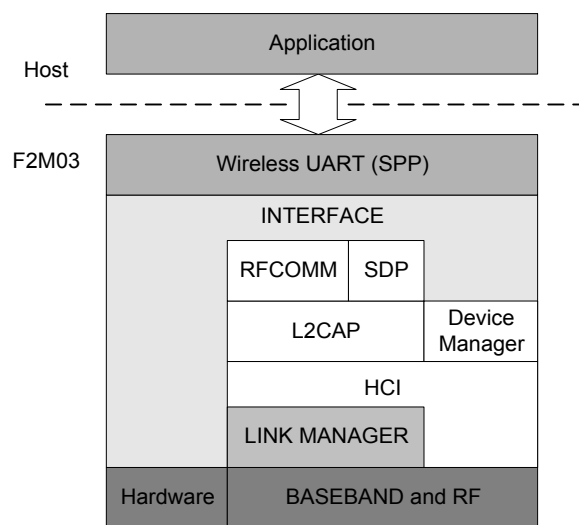 Application
Host
F2M03
Wireless UART (SPP)
INTERFACE
RFCOMM
SDP
L2CAP
Device
Manager
HCI
LINK MANAGER
Hardware
BASEBAND and RF